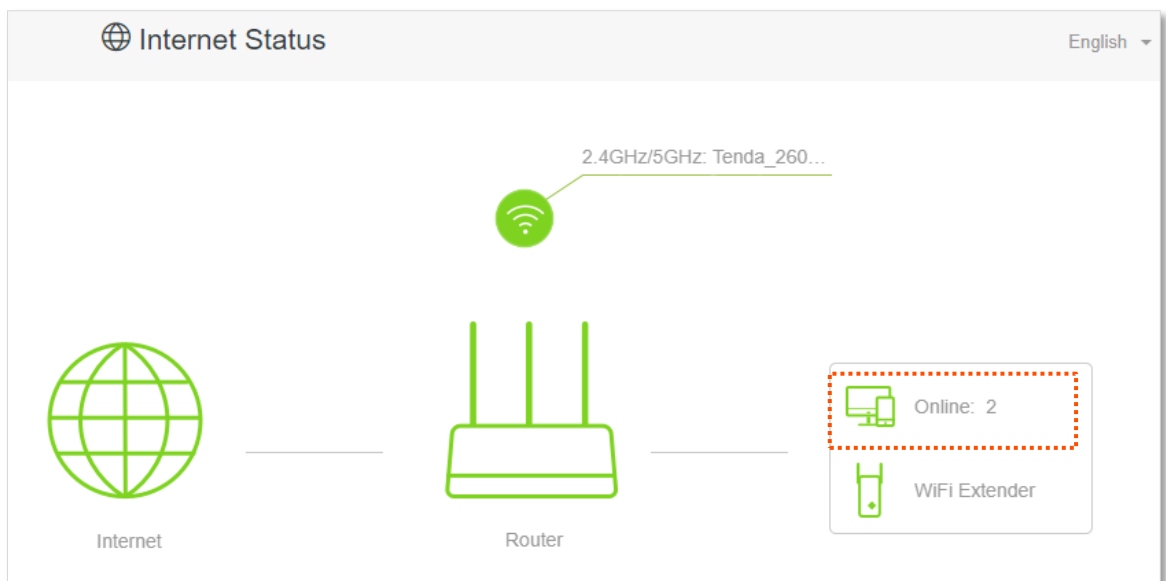 Internet Status
English
2.4GHz/5GHz: Tenda_260...
Online: 2
WiFi Extender
Internet
Router